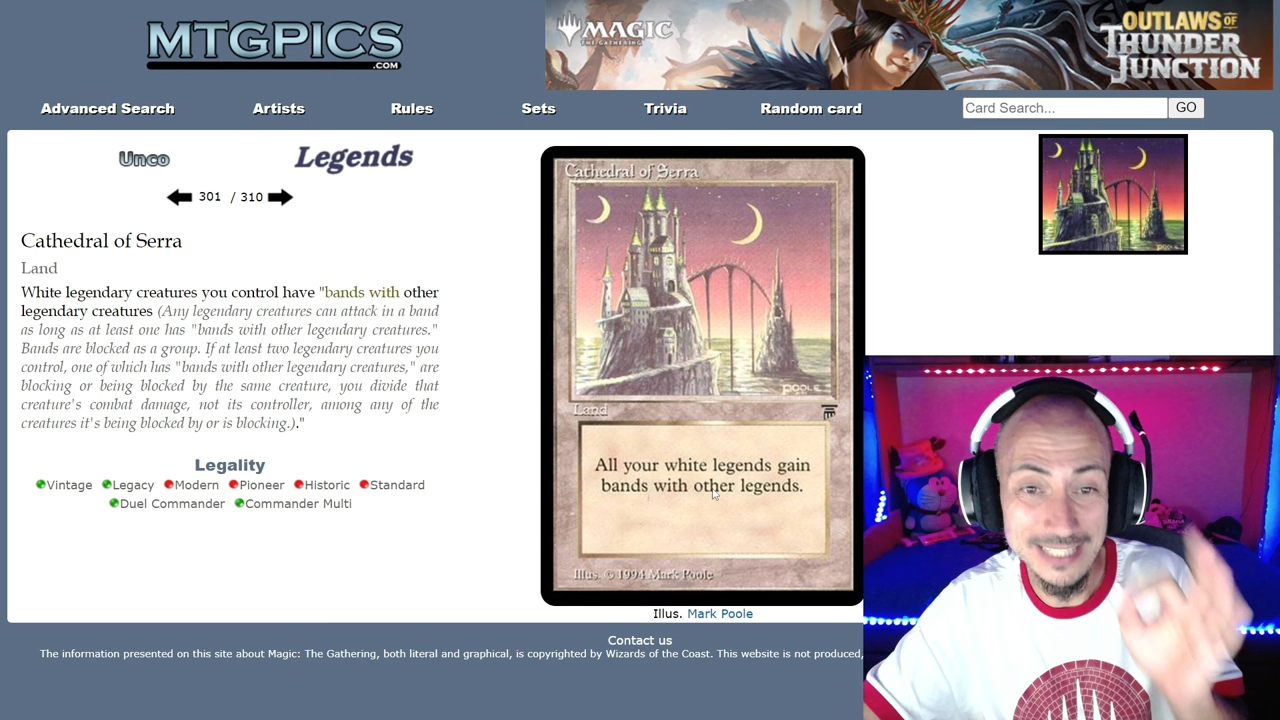 MTGPICS
.COM
MAGIC
THE GATHERING
OUTLAWS OF
THUNDER
JUNCTION
Advanced Search
Artists
Rules
Sets
Trivia
Random card
Card Search...
GO
Unco
Legends
301 / 310
Cathedral of Serra
Land
White legendary creatures you control have "bands with other
legendary creatures (Any legendary creatures can attack in a band
as long as at least one has "bands with other legendary creatures."
Bands are blocked as a group. If at least two legendary creatures you
control, one of which has "bands with other legendary creatures," are
blocking or being blocked by the same creature, you divide that
creature's combat damage, not its controller, among any of the
creatures it's being blocked by or is blocking.)."
Legality
Vintage Legacy Modern Pioneer Historic Standard
Duel Commander Commander Multi
Cathedral of Serra
POOLE
Land
All your white legends gain
bands with other legends.
Illus. © 1994 Mark Poole
Illus. Mark Poole
POOLE
Contact us
The information presented on this site about Magic: The Gathering, both literal and graphical, is copyrighted by Wizards of the Coast. This website is not produced,